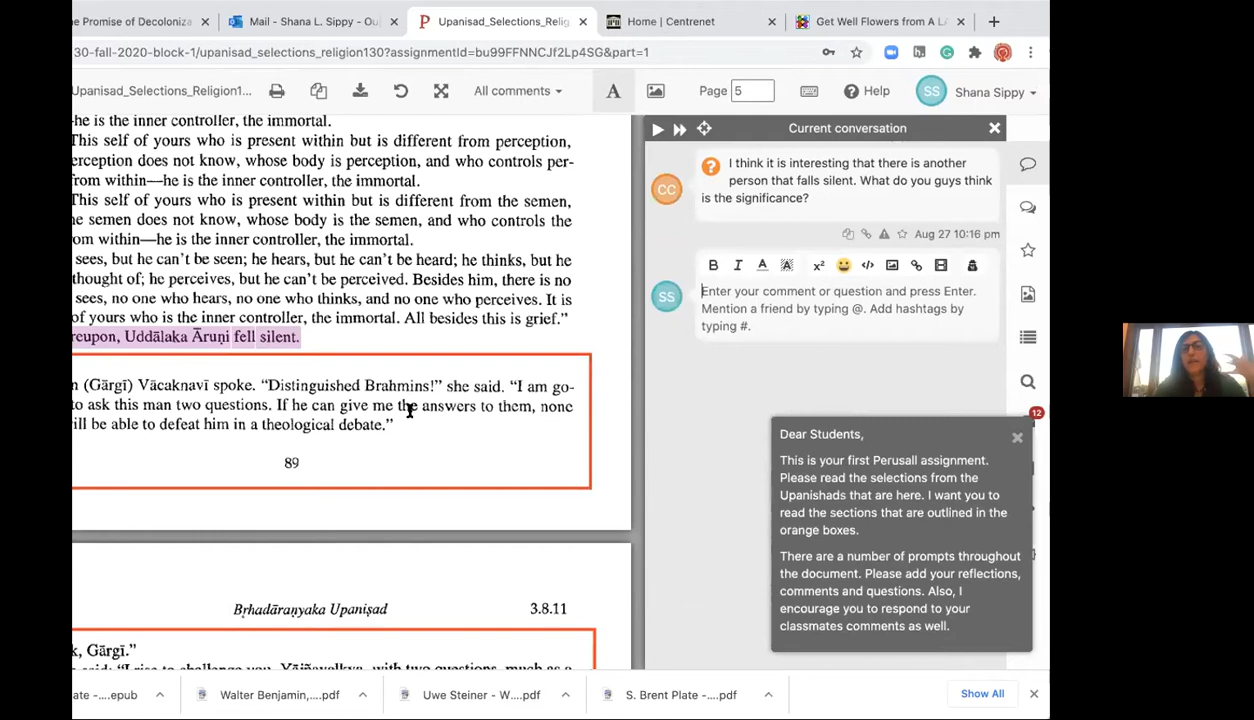 he Promise of Decoloniza
Mail - Shana L. Sippy - Ou
Upanisad_Selections_Relig
Home | Centrenet
Get Well Flowers from A LA
30-fall-2020-block-1/upanisad_selections_religion130?assignmentId=bu99FFNNCJf2Lp4SG&part=1
Upanisad_Selections_Religion1...
All comments
A
Page 5
Help
SS
Shana Sippy
-he is the inner controller, the immortal.
This self of yours who is present within but is different from perception,
erception does not know, whose body is perception, and who controls per-
from within—he is the inner controller, the immortal.
This self of yours who is present within but is different from the semen,
he semen does not know, whose body is the semen, and who controls the
om within—he is the inner controller, the immortal.
sees, but he can't be seen; he hears, but he can't be heard; he thinks, but he
thought of; he perceives, but he can't be perceived. Besides him, there is no
sees, no one who hears, no one who thinks, and no one who perceives. It is
of yours who is the inner controller, the immortal. All besides this is grief."
reupon, Uddālaka Āruṇi fell silent.
n (Gārgī) Vācaknavī spoke. "Distinguished Brahmins!" she said. "I am go-
to ask this man two questions. If he can give me the answers to them, none
ill be able to defeat him in a theological debate."
89
Bṛhadāraṇyaka Upaniṣad
3.8.11
k, Gārgī."
said: "I rise to challenge you, Yājñavalkya, with two questions, much as a
Current conversation
CC
I think it is interesting that there is another
person that falls silent. What do you guys think
is the significance?
Aug 27 10:16 pm
SS
B I A A x² </>
Enter your comment or question and press Enter.
Mention a friend by typing @. Add hashtags by
typing #.
12
Dear Students,
This is your first Perusall assignment.
Please read the selections from the
Upanishads that are here. I want you to
read the sections that are outlined in the
orange boxes.
There are a number of prompts throughout
the document. Please add your reflections,
comments and questions. Also, I
encourage you to respond to your
classmates comments as well.
ate -....epub
Walter Benjamin,....pdf
Uwe Steiner - W....pdf
S. Brent Plate -....pdf
Show All